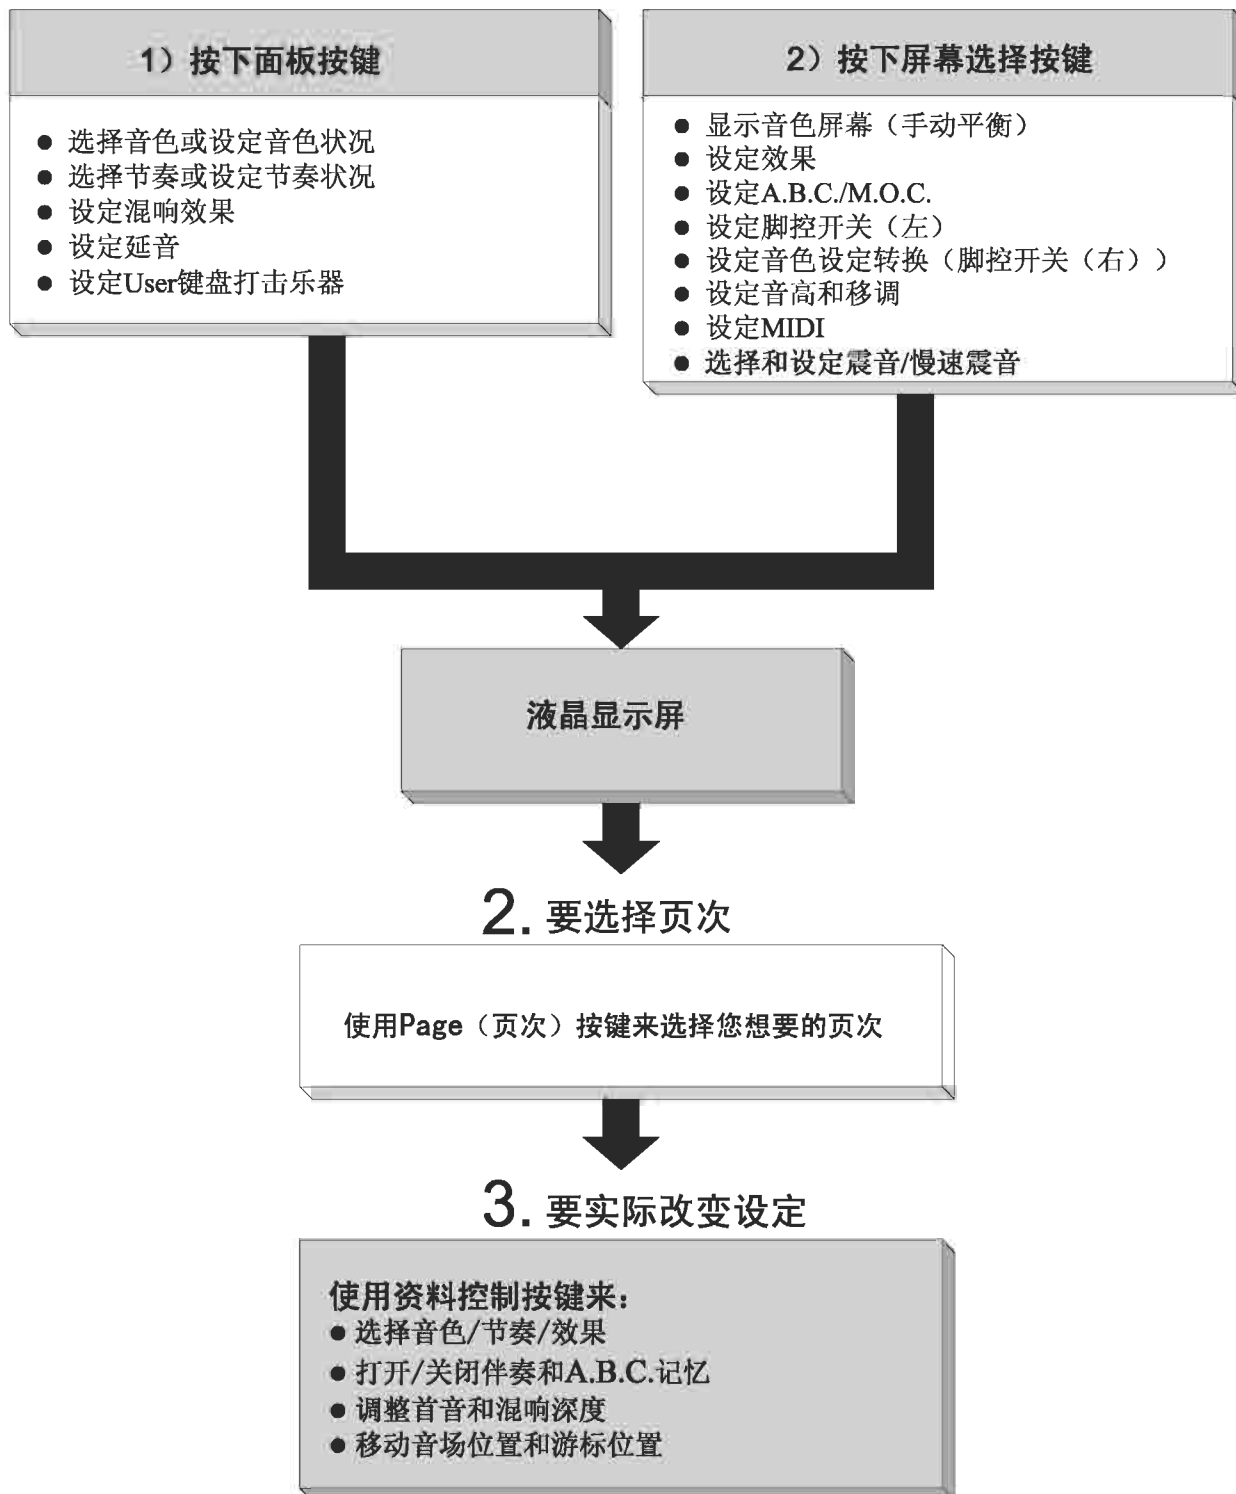 1）按下面板按键
● 选择音色或设定音色状况
● 选择节奏或设定节奏状况
● 设定混响效果
● 设定延音
● 设定User键盘打击乐器
2）按下屏幕选择按键
● 显示音色屏幕（手动平衡）
● 设定效果
● 设定A.B.C./M.O.C.
● 设定脚控开关（左）
● 设定音色设定转换（脚控开关（右））
● 设定音高和移调
● 设定MIDI
● 选择和设定震音/慢速震音
液晶显示屏
2. 要选择页次
使用Page（页次）按键来选择您想要的页次
3. 要实际改变设定
使用资料控制按键来：
● 选择音色/节奏/效果
● 打开/关闭伴奏和A.B.C.记忆
● 调整首音和混响深度
● 移动音场位置和游标位置